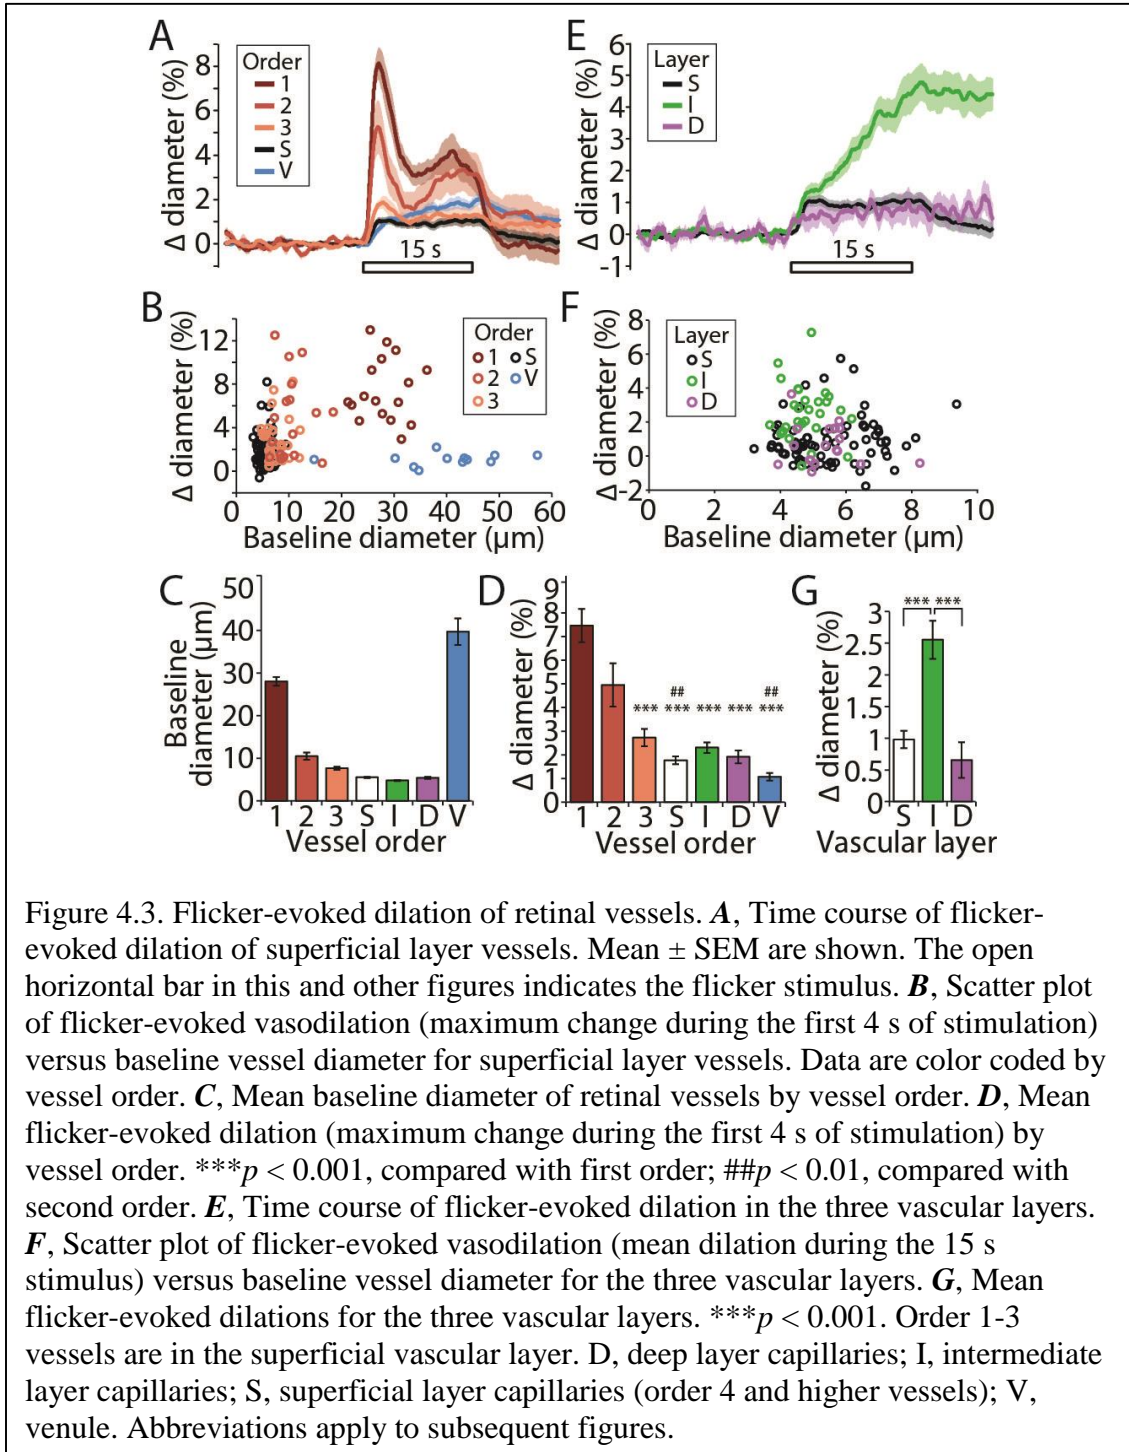 A
Δ diameter (%)
8
6
4
2
0
Order
1
2
3
S
V
15 s
E
Δ diameter (%)
6
5
4
3
2
1
0
-1
Layer
S
I
D
15 s
B
Δ diameter (%)
12
8
4
0
Order
1 S
2 V
3
0 10 20 30 40 50 60
Baseline diameter (µm)
F
Δ diameter (%)
8
6
4
2
0
-2
Layer
S
I
D
0 2 4 6 8 10
Baseline diameter (µm)
C
Baseline
diameter (µm)
50
40
30
20
10
0
1 2 3 S I D V
Vessel order
D
Δ diameter (%)
9
8
7
6
5
4
3
2
1
0
## ##
*** *** *** *** ***
1 2 3 S I D V
Vessel order
G
Δ diameter (%)
3
2.5
2
1.5
1
0.5
0
*** ***
S I D
Vascular layer
Figure 4.3. Flicker-evoked dilation of retinal vessels. A, Time course of flicker-
evoked dilation of superficial layer vessels. Mean ± SEM are shown. The open
horizontal bar in this and other figures indicates the flicker stimulus. B, Scatter plot
of flicker-evoked vasodilation (maximum change during the first 4 s of stimulation)
versus baseline vessel diameter for superficial layer vessels. Data are color coded by
vessel order. C, Mean baseline diameter of retinal vessels by vessel order. D, Mean
flicker-evoked dilation (maximum change during the first 4 s of stimulation) by
vessel order. ***p < 0.001, compared with first order; ##p < 0.01, compared with
second order. E, Time course of flicker-evoked dilation in the three vascular layers.
F, Scatter plot of flicker-evoked vasodilation (mean dilation during the 15 s
stimulus) versus baseline vessel diameter for the three vascular layers. G, Mean
flicker-evoked dilations for the three vascular layers. ***p < 0.001. Order 1-3
vessels are in the superficial vascular layer. D, deep layer capillaries; I, intermediate
layer capillaries; S, superficial layer capillaries (order 4 and higher vessels); V,
venule. Abbreviations apply to subsequent figures.